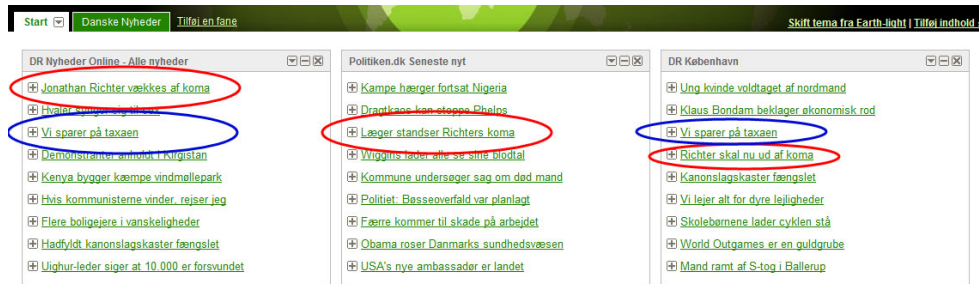 Start Danske Nyheder Tilføj en fane
Skift tema fra Earth-light | Tilføj indhold
DR Nyheder Online - Alle nyheder
Jonathan Richter vækkes af koma
Hvaler synger sig til sex
Vi sparer på taxaen
Demonstranter anholdt i Kirgistan
Kenya bygger kæmpe vindmøllepark
Hvis kommunisterne vinder, rejser jeg
Flere boligejere i vanskeligheder
Hadfyldt kanonslagskaster fængslet
Uighur-leder siger at 10.000 er forsvundet
Politiken.dk Seneste nyt
Kampe hærger fortsat Nigeria
Dragtkaos kan stoppe Phelps
Læger standser Richters koma
Wiggins lader alle se sine blodtal
Kommune undersøger sag om død mand
Politiet: Bøsseoverfald var planlagt
Færre kommer til skade på arbejdet
Obama roser Danmarks sundhedsvæsen
USA's nye ambassadør er landet
DR København
Ung kvinde voldtaget af nordmand
Klaus Bondam beklager økonomisk rod
Vi sparer på taxaen
Richter skal nu ud af koma
Kanonslagskaster fængslet
Vi lejer alt for dyre lejligheder
Skolebørnene lader cyklen stå
World Outgames er en guldgrube
Mand ramt af S-tog i Ballerup